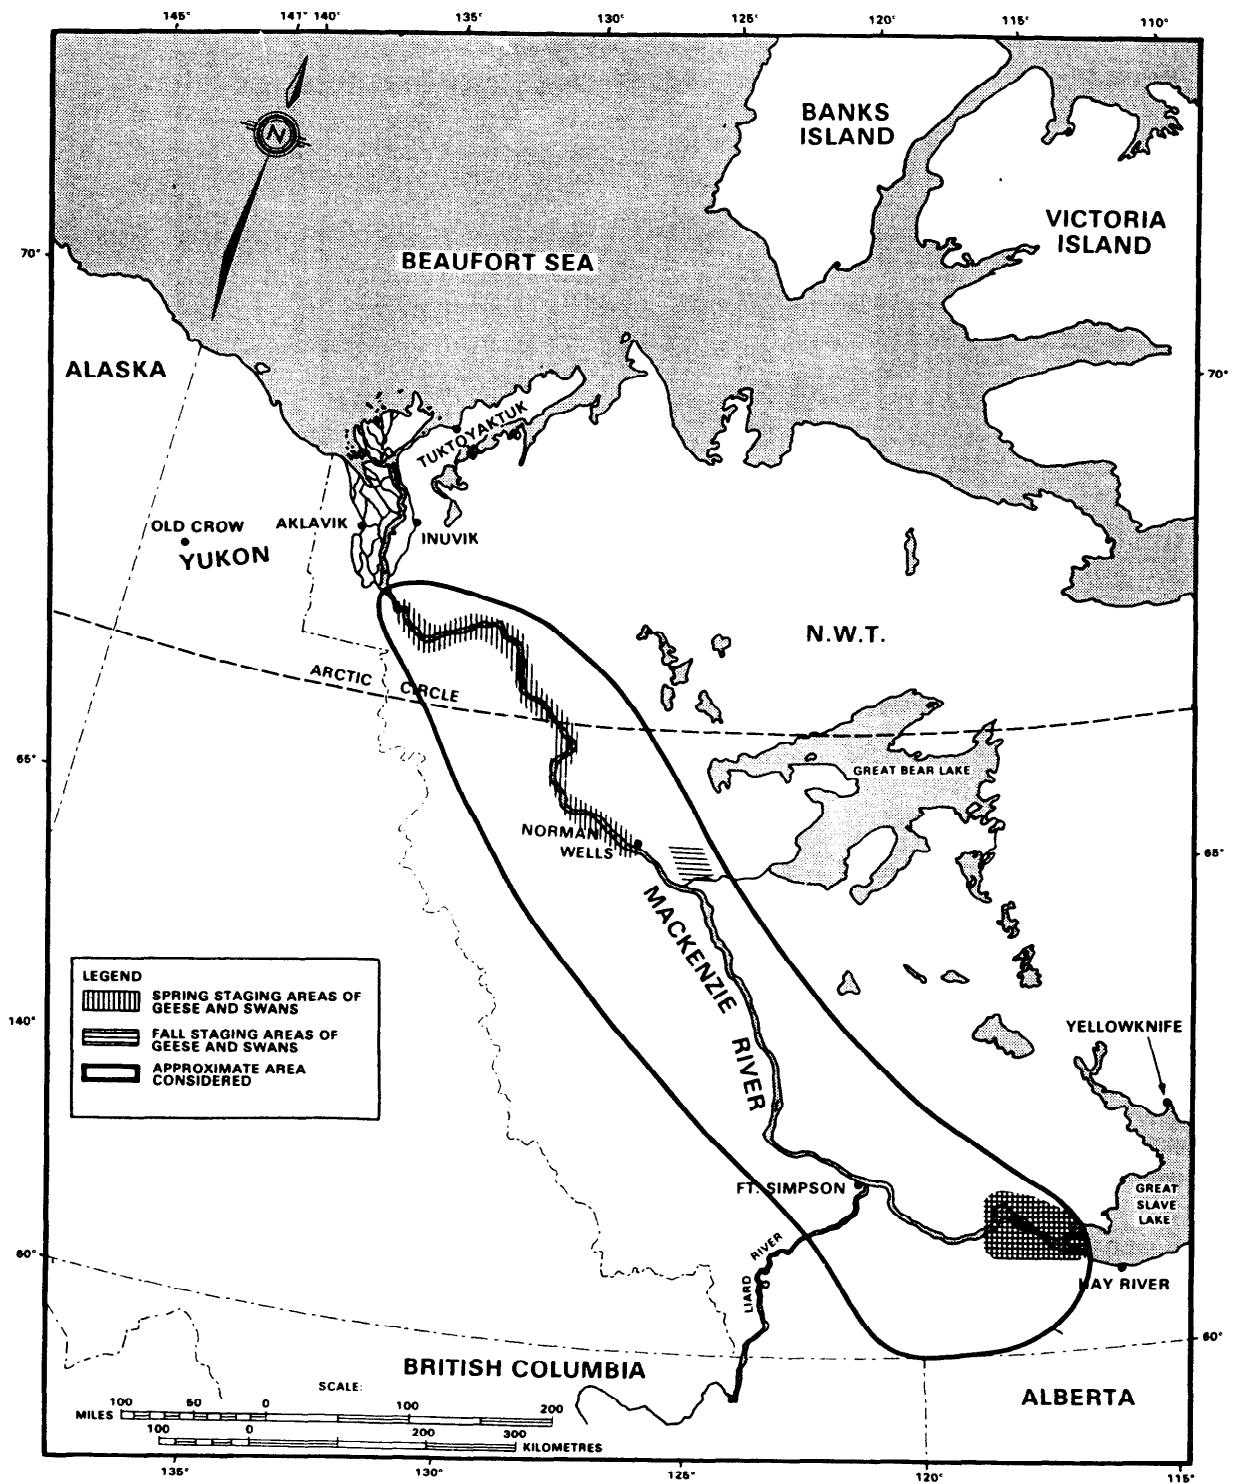 145° 141° 140° 135° 130° 125° 120° 115° 110°
N
BANKS
ISLAND
VICTORIA
ISLAND
70°
BEAUFORT SEA
ALASKA
70°
TUKTOYAKTUK
OLD CROW
AKLAVIK
INUVIK
YUKON
N.W.T.
ARCTIC CIRCLE
65°
GREAT BEAR LAKE
NORMAN
WELLS
65°
MACKENZIE RIVER
LEGEND
SPRING STAGING AREAS OF
GEESE AND SWANS
FALL STAGING AREAS OF
GEESE AND SWANS
APPROXIMATE AREA
CONSIDERED
140°
YELLOWKNIFE
FT. SIMPSON
GREAT
SLAVE
LAKE
60°
LIARD RIVER
HAY RIVER
60°
BRITISH COLUMBIA
ALBERTA
SCALE:
100 50 0 100 200
MILES
100 0 200 300
KILOMETRES
135° 130° 125° 120° 115°